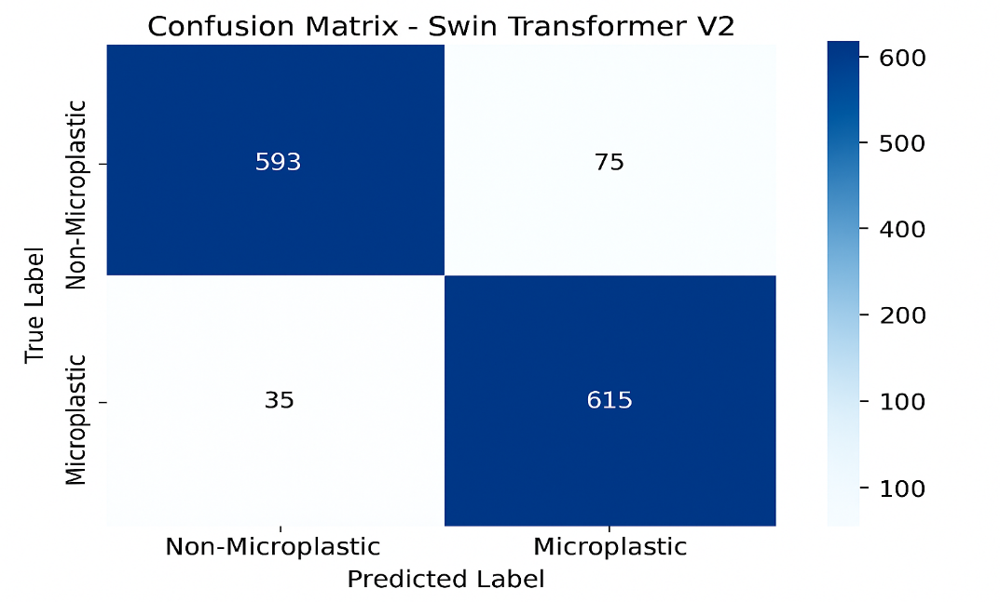 Confusion Matrix - Swin Transformer V2
True Label
Non-Microplastic
593
75
Microplastic
35
615
Non-Microplastic
Microplastic
Predicted Label
600
500
400
200
100
100